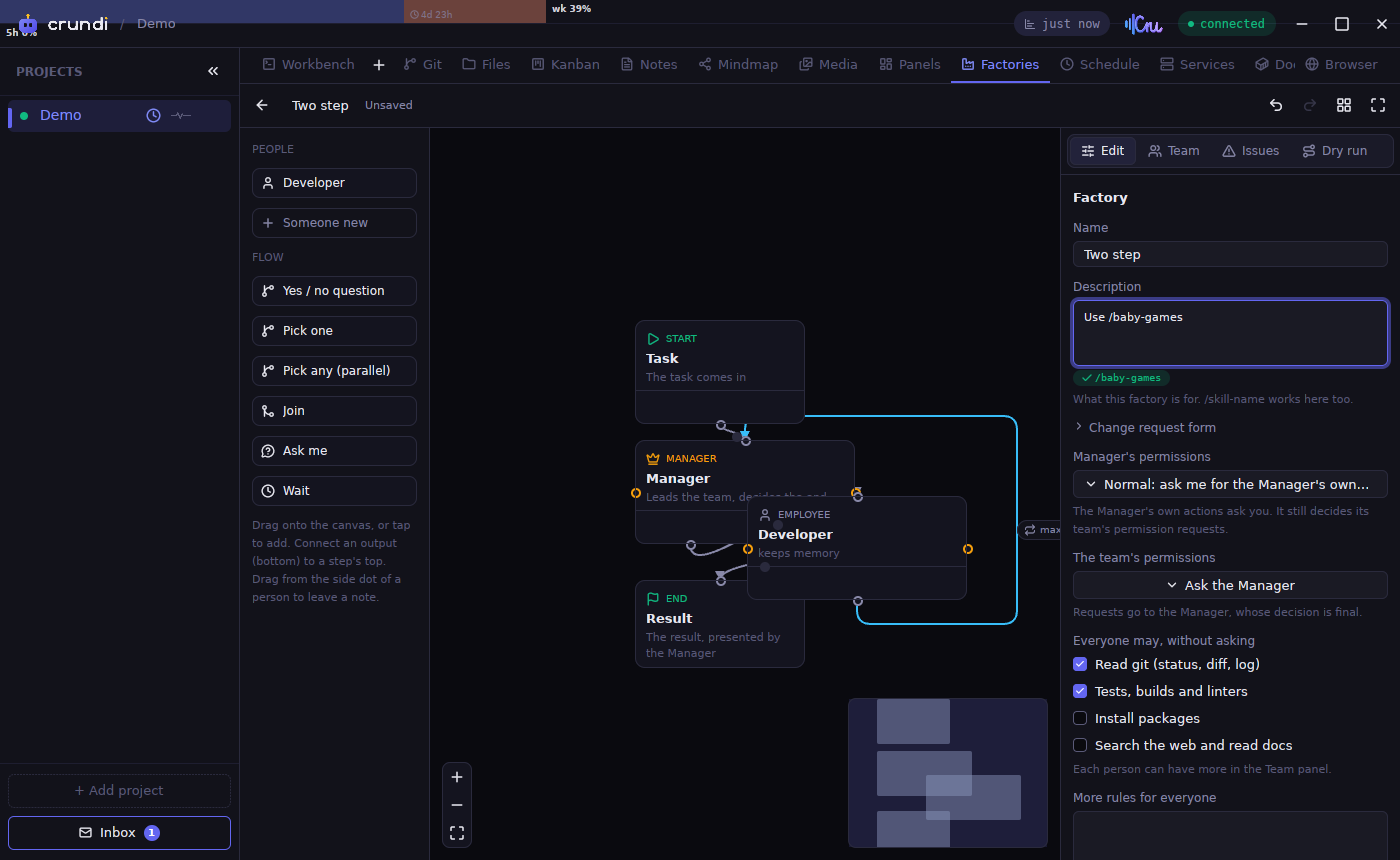 4d 23h
wk 39%
5h 6%
crundi / Demo
just now
Cru
connected
PROJECTS
Workbench
Git
Files
Kanban
Notes
Mindmap
Media
Panels
Factories
Schedule
Services
Browser
Demo
Two step
Unsaved
PEOPLE
Developer
Someone new
FLOW
Yes / no question
Pick one
Pick any (parallel)
Join
Ask me
Wait
Drag onto the canvas, or tap
to add. Connect an output
(bottom) to a step's top.
Drag from the side dot of a
person to leave a note.
START
Task
The task comes in
MANAGER
Manager
Leads the team, decides the end
EMPLOYEE
Developer
keeps memory
max
END
Result
The result, presented by
the Manager
Edit
Team
Issues
Dry run
Factory
Name
Two step
Description
Use /baby-games
/baby-games
What this factory is for. /skill-name works here too.
Change request form
Manager's permissions
Normal: ask me for the Manager's own...
The Manager's own actions ask you. It still decides its
team's permission requests.
The team's permissions
Ask the Manager
Requests go to the Manager, whose decision is final.
Everyone may, without asking
Read git (status, diff, log)
Tests, builds and linters
Install packages
Search the web and read docs
Each person can have more in the Team panel.
More rules for everyone
+ Add project
Inbox 1